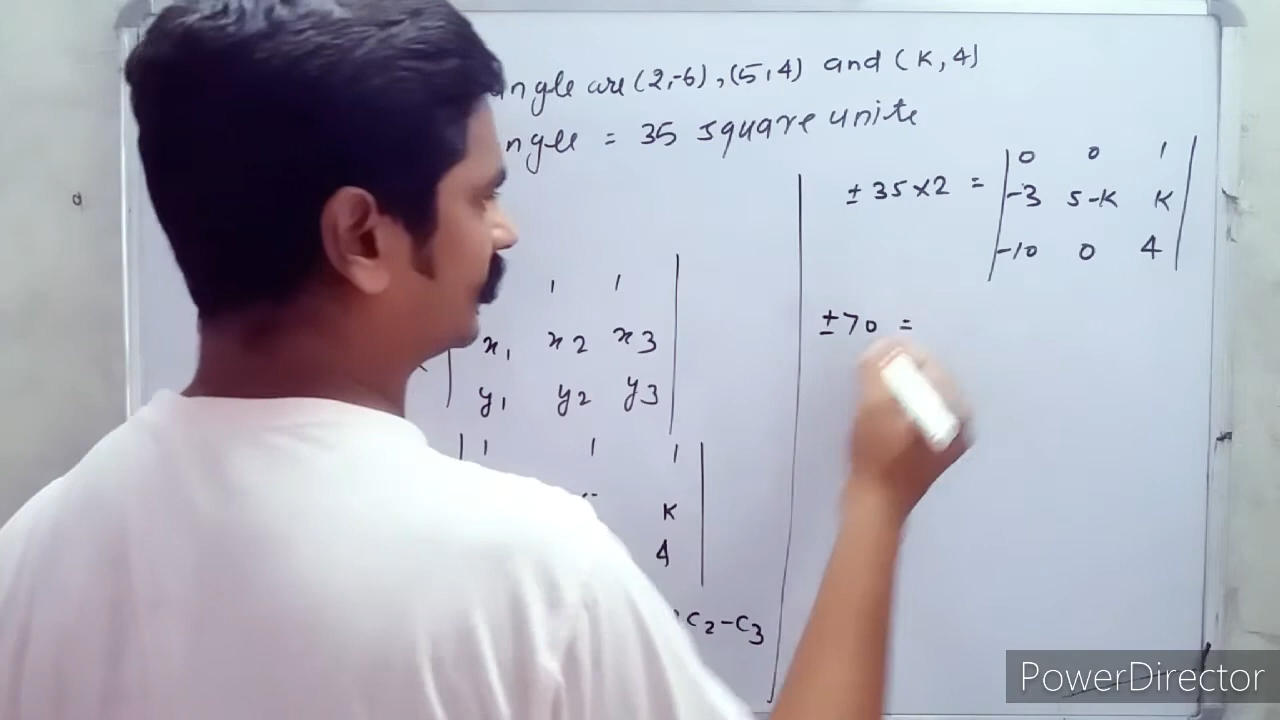 angle are (2,-6), (5,4) and (K,4)
ngle = 35 square units
1 1
x1 x2 x3
y1 y2 y3
1 1 1
K
4
C2-C3
±35×2 = | 0 0 1 |
| -3 5-K K |
| -10 0 4 |
±70 =
PowerDirector